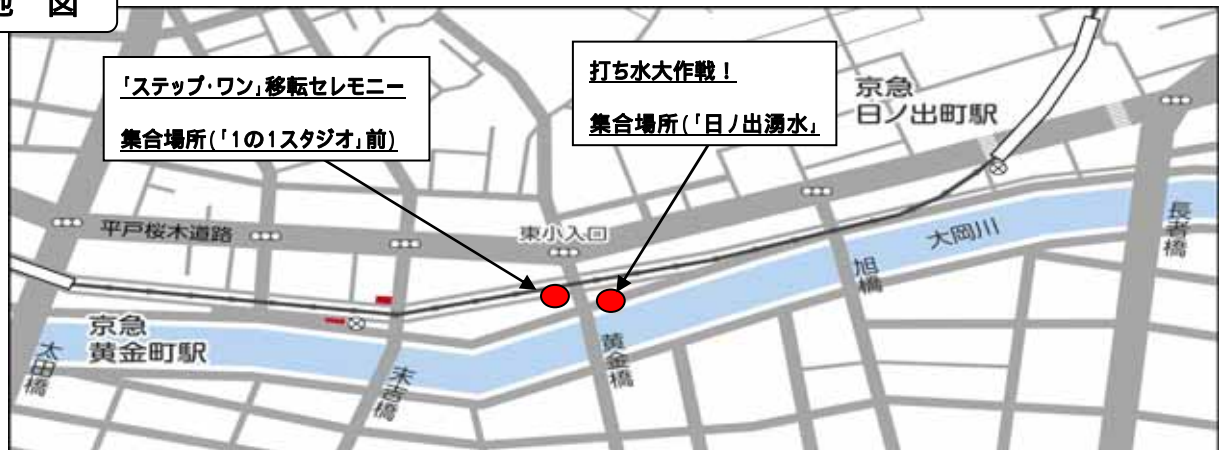 地 図
「ステップ・ワン」移転セレモニー
集合場所(「1の1スタジオ」前)
打ち水大作戦！
集合場所(「日ノ出湧水」
京急
日ノ出町駅
平戸桜木道路
東小入口
大岡川
長者橋
旭橋
京急
黄金町駅
太田橋
末吉橋
黄金橋